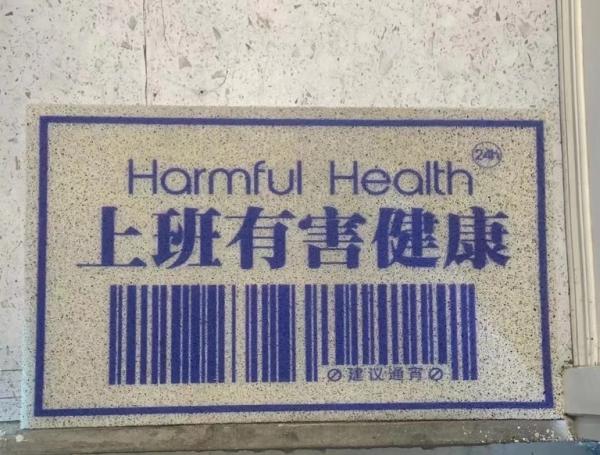 24h
Harmful Health
上班有害健康
建议通宵